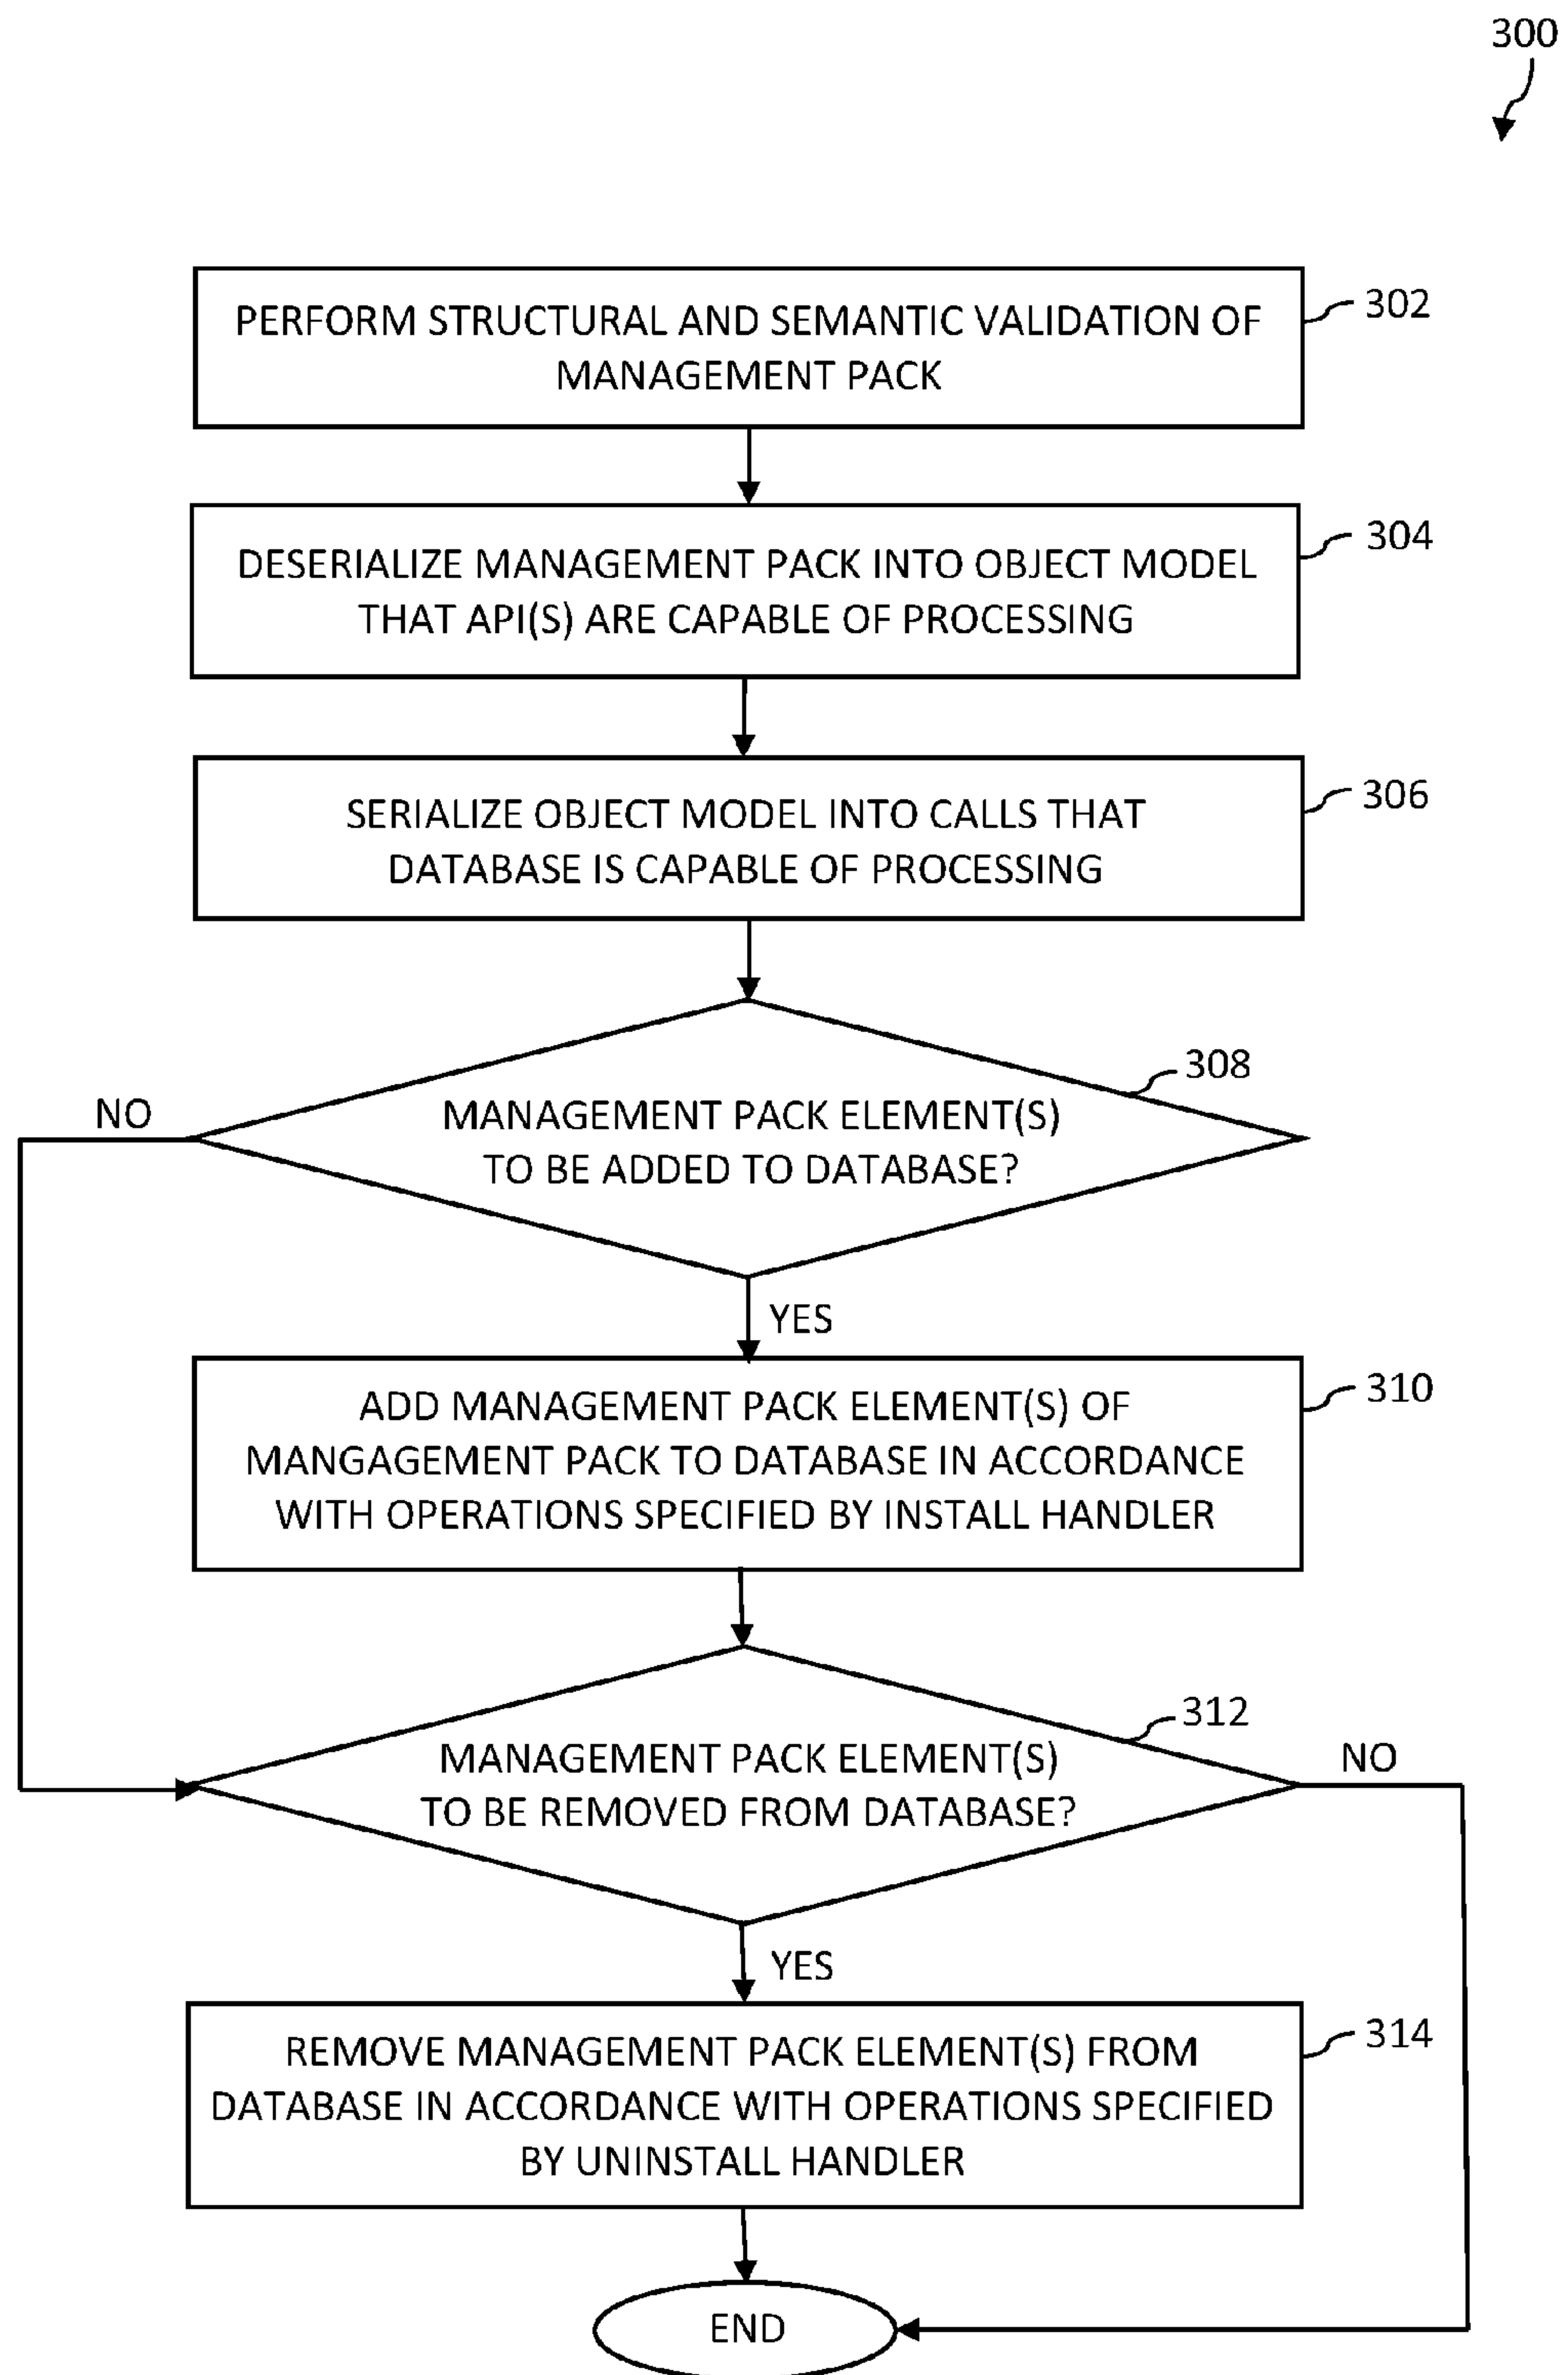 300
PERFORM STRUCTURAL AND SEMANTIC VALIDATION OF
MANAGEMENT PACK
302
DESERIALIZE MANAGEMENT PACK INTO OBJECT MODEL
THAT API(S) ARE CAPABLE OF PROCESSING
304
SERIALIZE OBJECT MODEL INTO CALLS THAT
DATABASE IS CAPABLE OF PROCESSING
306
308
NO
MANAGEMENT PACK ELEMENT(S)
TO BE ADDED TO DATABASE?
YES
ADD MANAGEMENT PACK ELEMENT(S) OF
MANGAGEMENT PACK TO DATABASE IN ACCORDANCE
WITH OPERATIONS SPECIFIED BY INSTALL HANDLER
310
312
MANAGEMENT PACK ELEMENT(S)
TO BE REMOVED FROM DATABASE?
NO
YES
REMOVE MANAGEMENT PACK ELEMENT(S) FROM
DATABASE IN ACCORDANCE WITH OPERATIONS SPECIFIED
BY UNINSTALL HANDLER
314
END